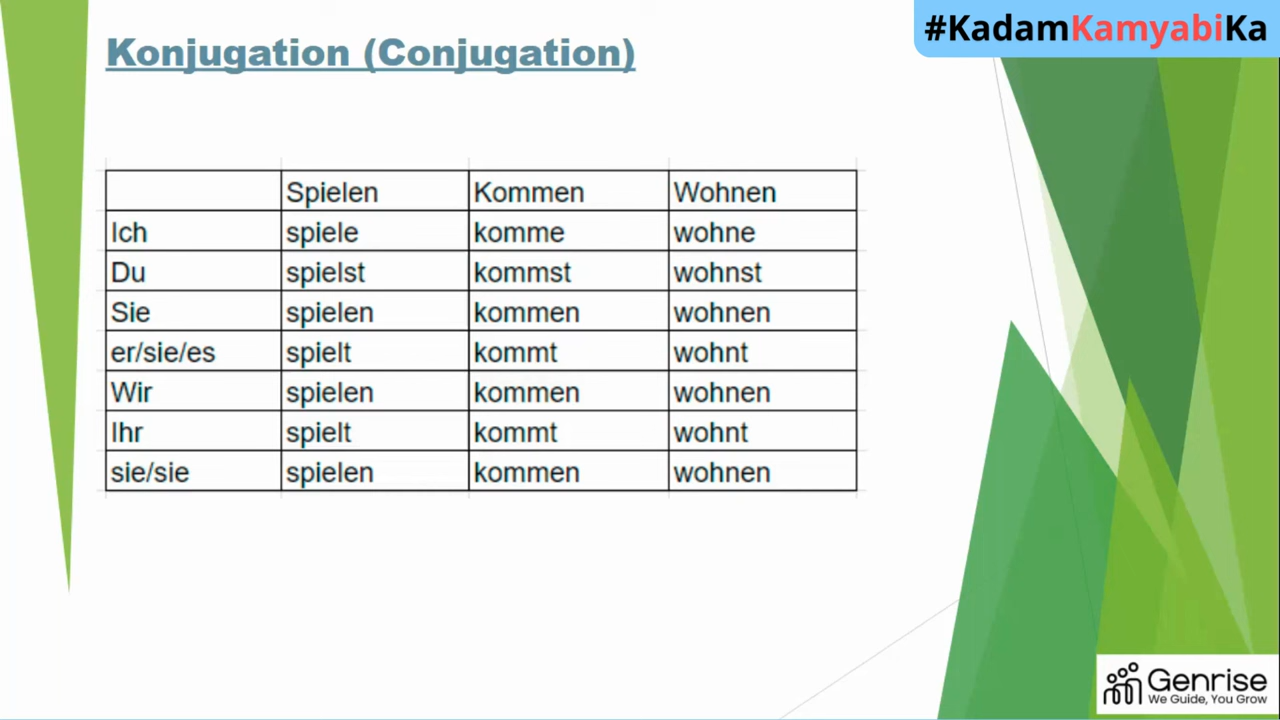 #KadamKamyabiKa
Konjugation (Conjugation)
Spielen Kommen Wohnen
Ich spiele komme wohne
Du spielst kommst wohnst
Sie spielen kommen wohnen
er/sie/es spielt kommt wohnt
Wir spielen kommen wohnen
Ihr spielt kommt wohnt
sie/sie spielen kommen wohnen
Genrise
We Guide, You Grow